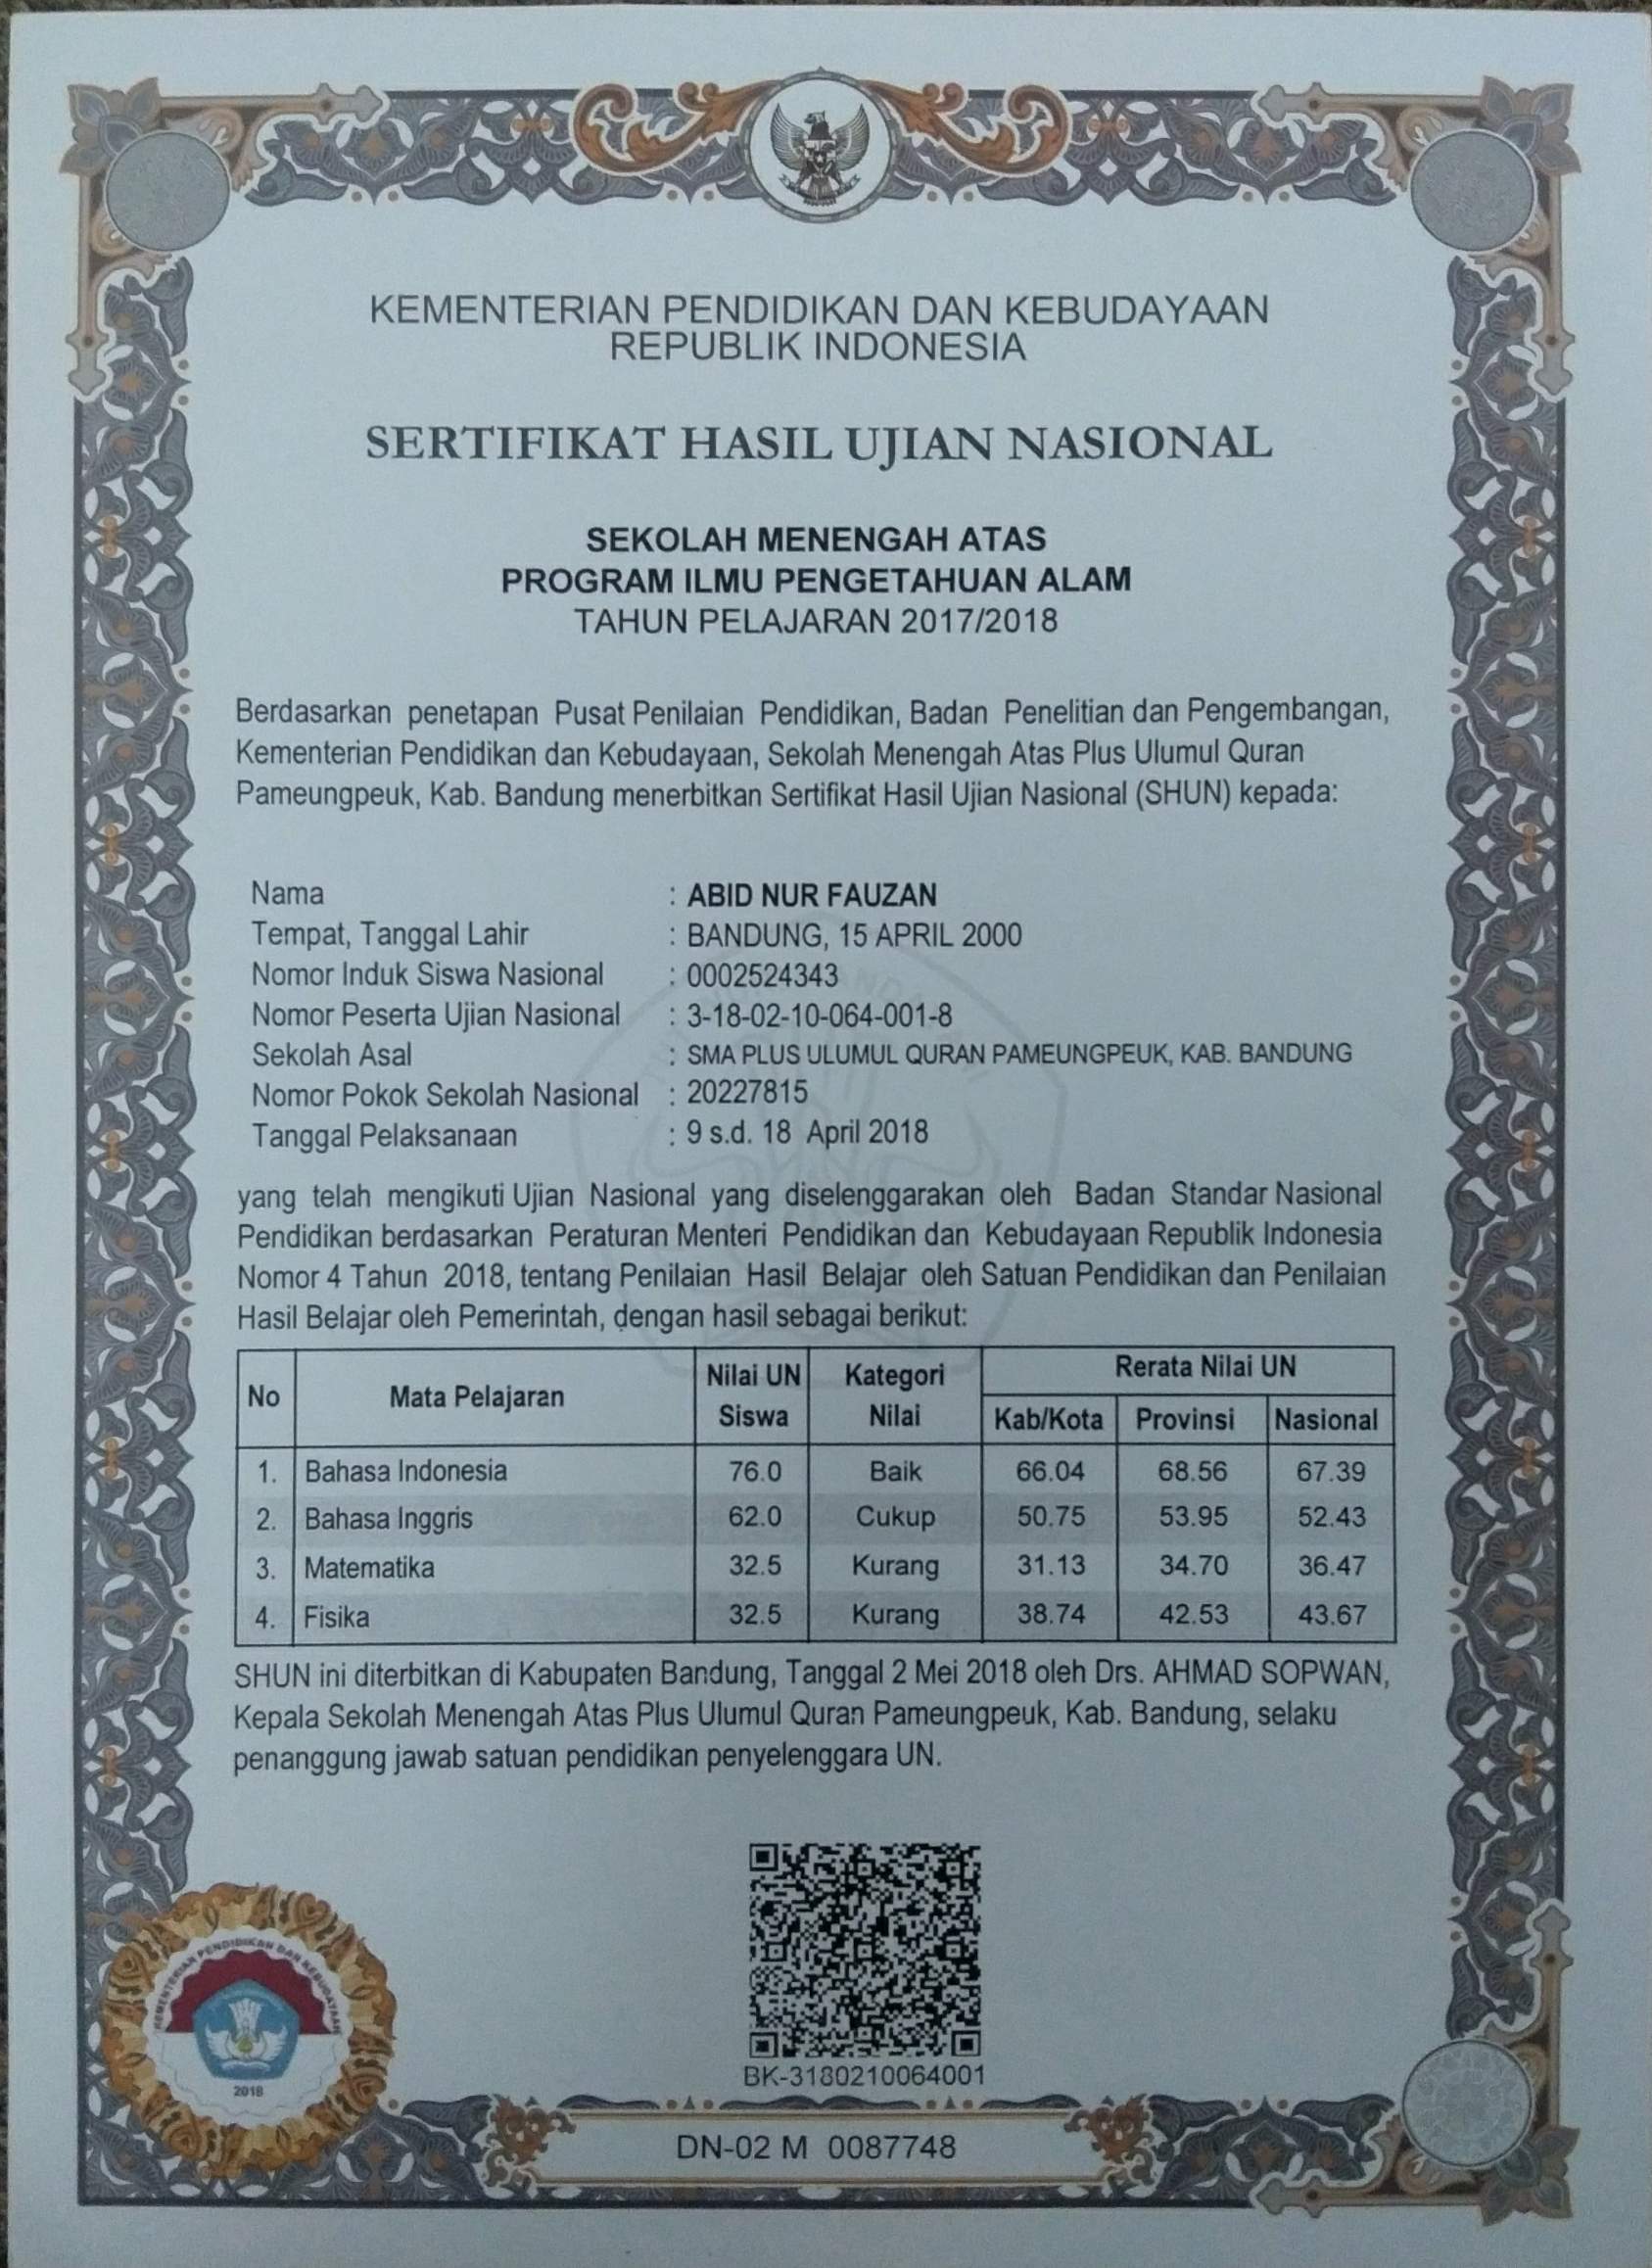 KEMENTERIAN PENDIDIKAN DAN KEBUDAYAAN
REPUBLIK INDONESIA
SERTIFIKAT HASIL UJIAN NASIONAL
SEKOLAH MENENGAH ATAS
PROGRAM ILMU PENGETAHUAN ALAM
TAHUN PELAJARAN 2017/2018
Berdasarkan penetapan Pusat Penilaian Pendidikan, Badan Penelitian dan Pengembangan,
Kementerian Pendidikan dan Kebudayaan, Sekolah Menengah Atas Plus Ulumul Quran
Pameungpeuk, Kab. Bandung menerbitkan Sertifikat Hasil Ujian Nasional (SHUN) kepada:
Nama : ABID NUR FAUZAN
Tempat, Tanggal Lahir : BANDUNG, 15 APRIL 2000
Nomor Induk Siswa Nasional : 0002524343
Nomor Peserta Ujian Nasional : 3-18-02-10-064-001-8
Sekolah Asal : SMA PLUS ULUMUL QURAN PAMEUNGPEUK, KAB. BANDUNG
Nomor Pokok Sekolah Nasional : 20227815
Tanggal Pelaksanaan : 9 s.d. 18 April 2018
yang telah mengikuti Ujian Nasional yang diselenggarakan oleh Badan Standar Nasional
Pendidikan berdasarkan Peraturan Menteri Pendidikan dan Kebudayaan Republik Indonesia
Nomor 4 Tahun 2018, tentang Penilaian Hasil Belajar oleh Satuan Pendidikan dan Penilaian
Hasil Belajar oleh Pemerintah, dengan hasil sebagai berikut:
No Mata Pelajaran Nilai UN Siswa Kategori Nilai Rerata Nilai UN
Kab/Kota Provinsi Nasional
1. Bahasa Indonesia 76.0 Baik 66.04 68.56 67.39
2. Bahasa Inggris 62.0 Cukup 50.75 53.95 52.43
3. Matematika 32.5 Kurang 31.13 34.70 36.47
4. Fisika 32.5 Kurang 38.74 42.53 43.67
SHUN ini diterbitkan di Kabupaten Bandung, Tanggal 2 Mei 2018 oleh Drs. AHMAD SOPWAN,
Kepala Sekolah Menengah Atas Plus Ulumul Quran Pameungpeuk, Kab. Bandung, selaku
penanggung jawab satuan pendidikan penyelenggara UN.
KEMENTERIAN PENDIDIKAN DAN KEBUDAYAAN
2018
BK-3180210064001
DN-02 M 0087748